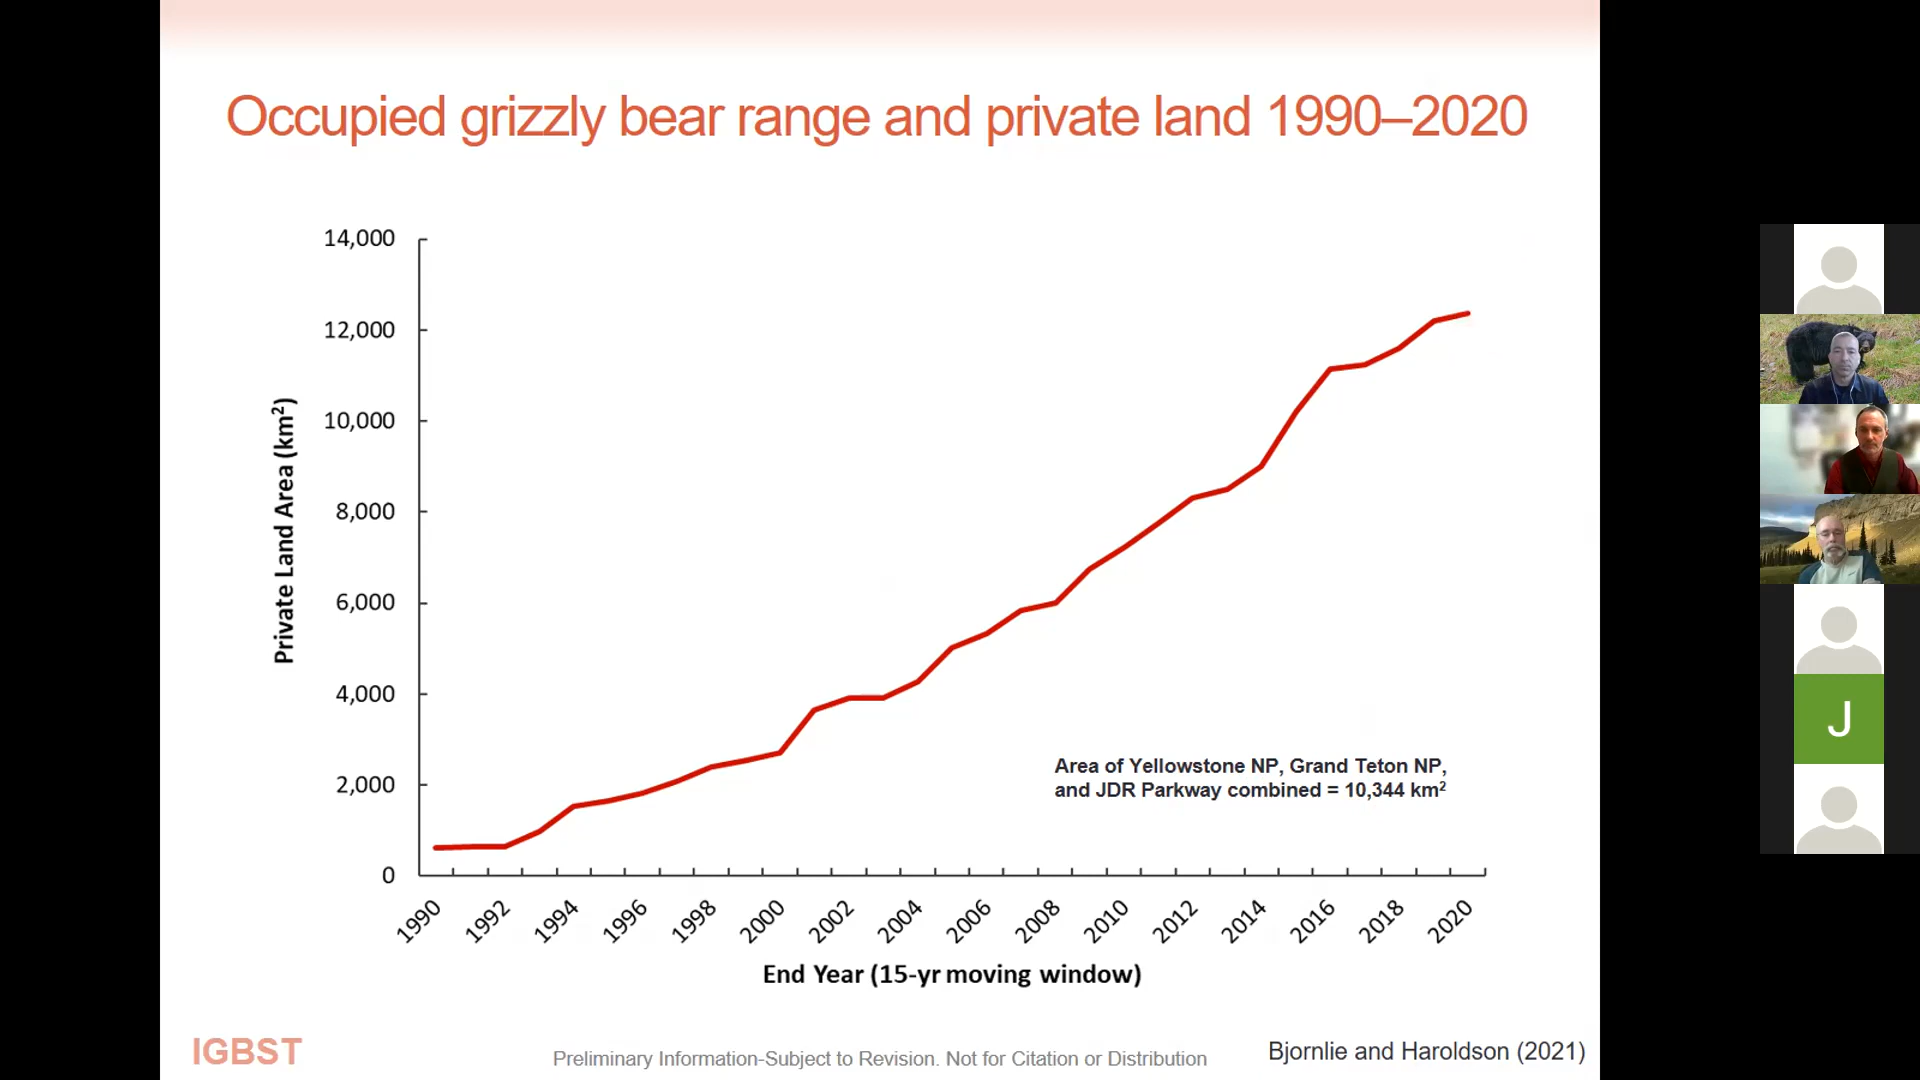 Occupied grizzly bear range and private land 1990–2020
14,000
12,000
10,000
8,000
6,000
4,000
2,000
0
Private Land Area (km²)
Area of Yellowstone NP, Grand Teton NP,
and JDR Parkway combined = 10,344 km²
1990 1992 1994 1996 1998 2000 2002 2004 2006 2008 2010 2012 2014 2016 2018 2020
End Year (15-yr moving window)
IGBST
Preliminary Information-Subject to Revision. Not for Citation or Distribution
Bjornlie and Haroldson (2021)
J